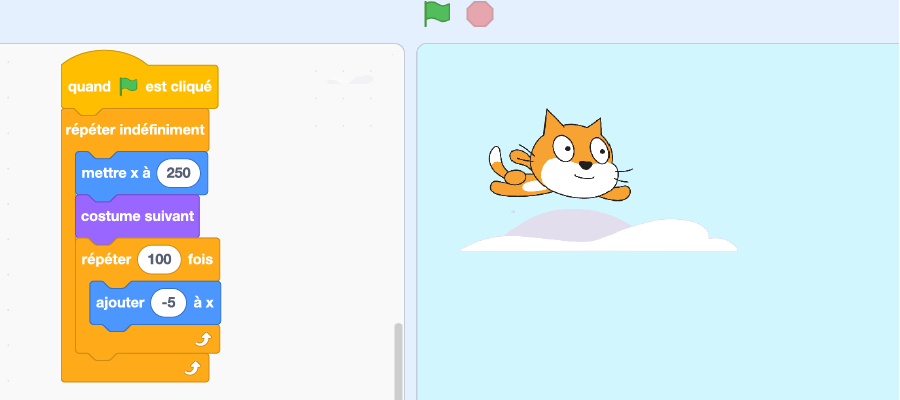 quand est cliqué
répéter indéfiniment
mettre x à 250
costume suivant
répéter 100 fois
ajouter -5 à x